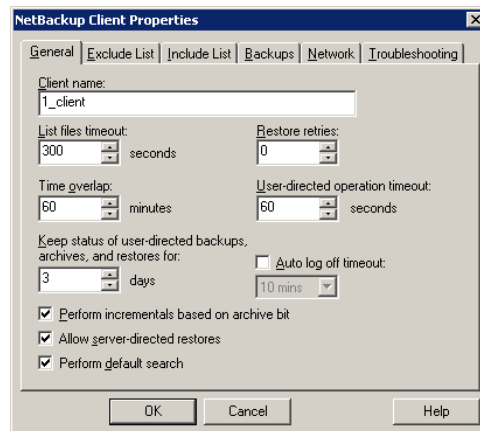 NetBackup Client Properties
General Exclude List Include List Backups Network Troubleshooting
Client name:
1_client
List files timeout:
300 seconds
Restore retries:
0
Time overlap:
60 minutes
User-directed operation timeout:
60 seconds
Keep status of user-directed backups,
archives, and restores for:
3 days
Auto log off timeout:
10 mins
Perform incrementals based on archive bit
Allow server-directed restores
Perform default search
OK Cancel Help